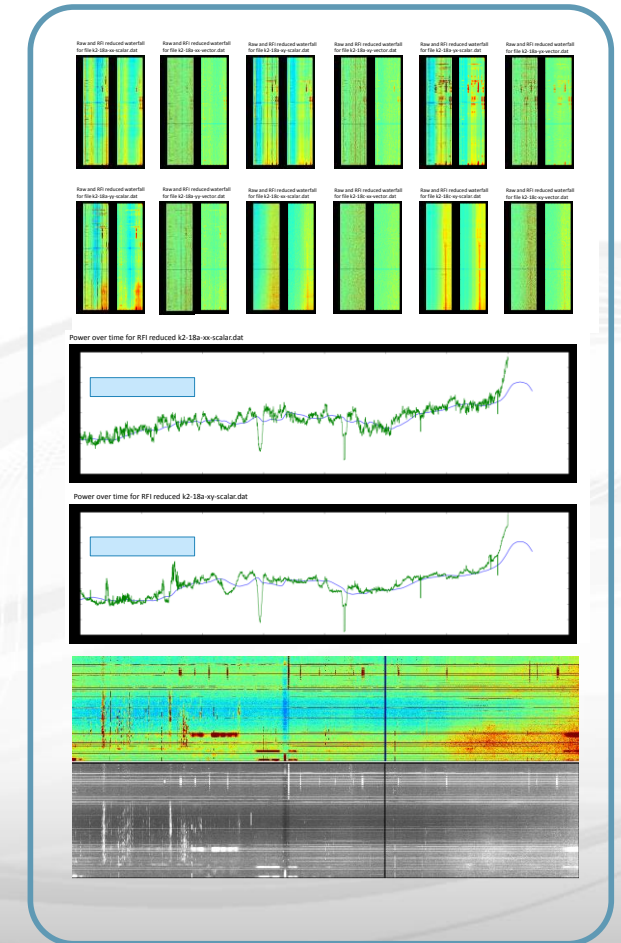 Raw and RFI reduced waterfall
for file k2-18a-xx-scalar.dat
Raw and RFI reduced waterfall
for file k2-18a-xx-vector.dat
Raw and RFI reduced waterfall
for file k2-18a-xy-scalar.dat
Raw and RFI reduced waterfall
for file k2-18a-xy-vector.dat
Raw and RFI reduced waterfall
for file k2-18a-yx-scalar.dat
Raw and RFI reduced waterfall
for file k2-18a-yx-vector.dat
Raw and RFI reduced waterfall
for file k2-18a-yy-scalar.dat
Raw and RFI reduced waterfall
for file k2-18a-yy-vector.dat
Raw and RFI reduced waterfall
for file k2-18c-xx-scalar.dat
Raw and RFI reduced waterfall
for file k2-18c-xx-vector.dat
Raw and RFI reduced waterfall
for file k2-18c-xy-scalar.dat
Raw and RFI reduced waterfall
for file k2-18c-xy-vector.dat
Power over time for RFI reduced k2-18a-xx-scalar.dat
Power over time for RFI reduced k2-18a-xy-scalar.dat